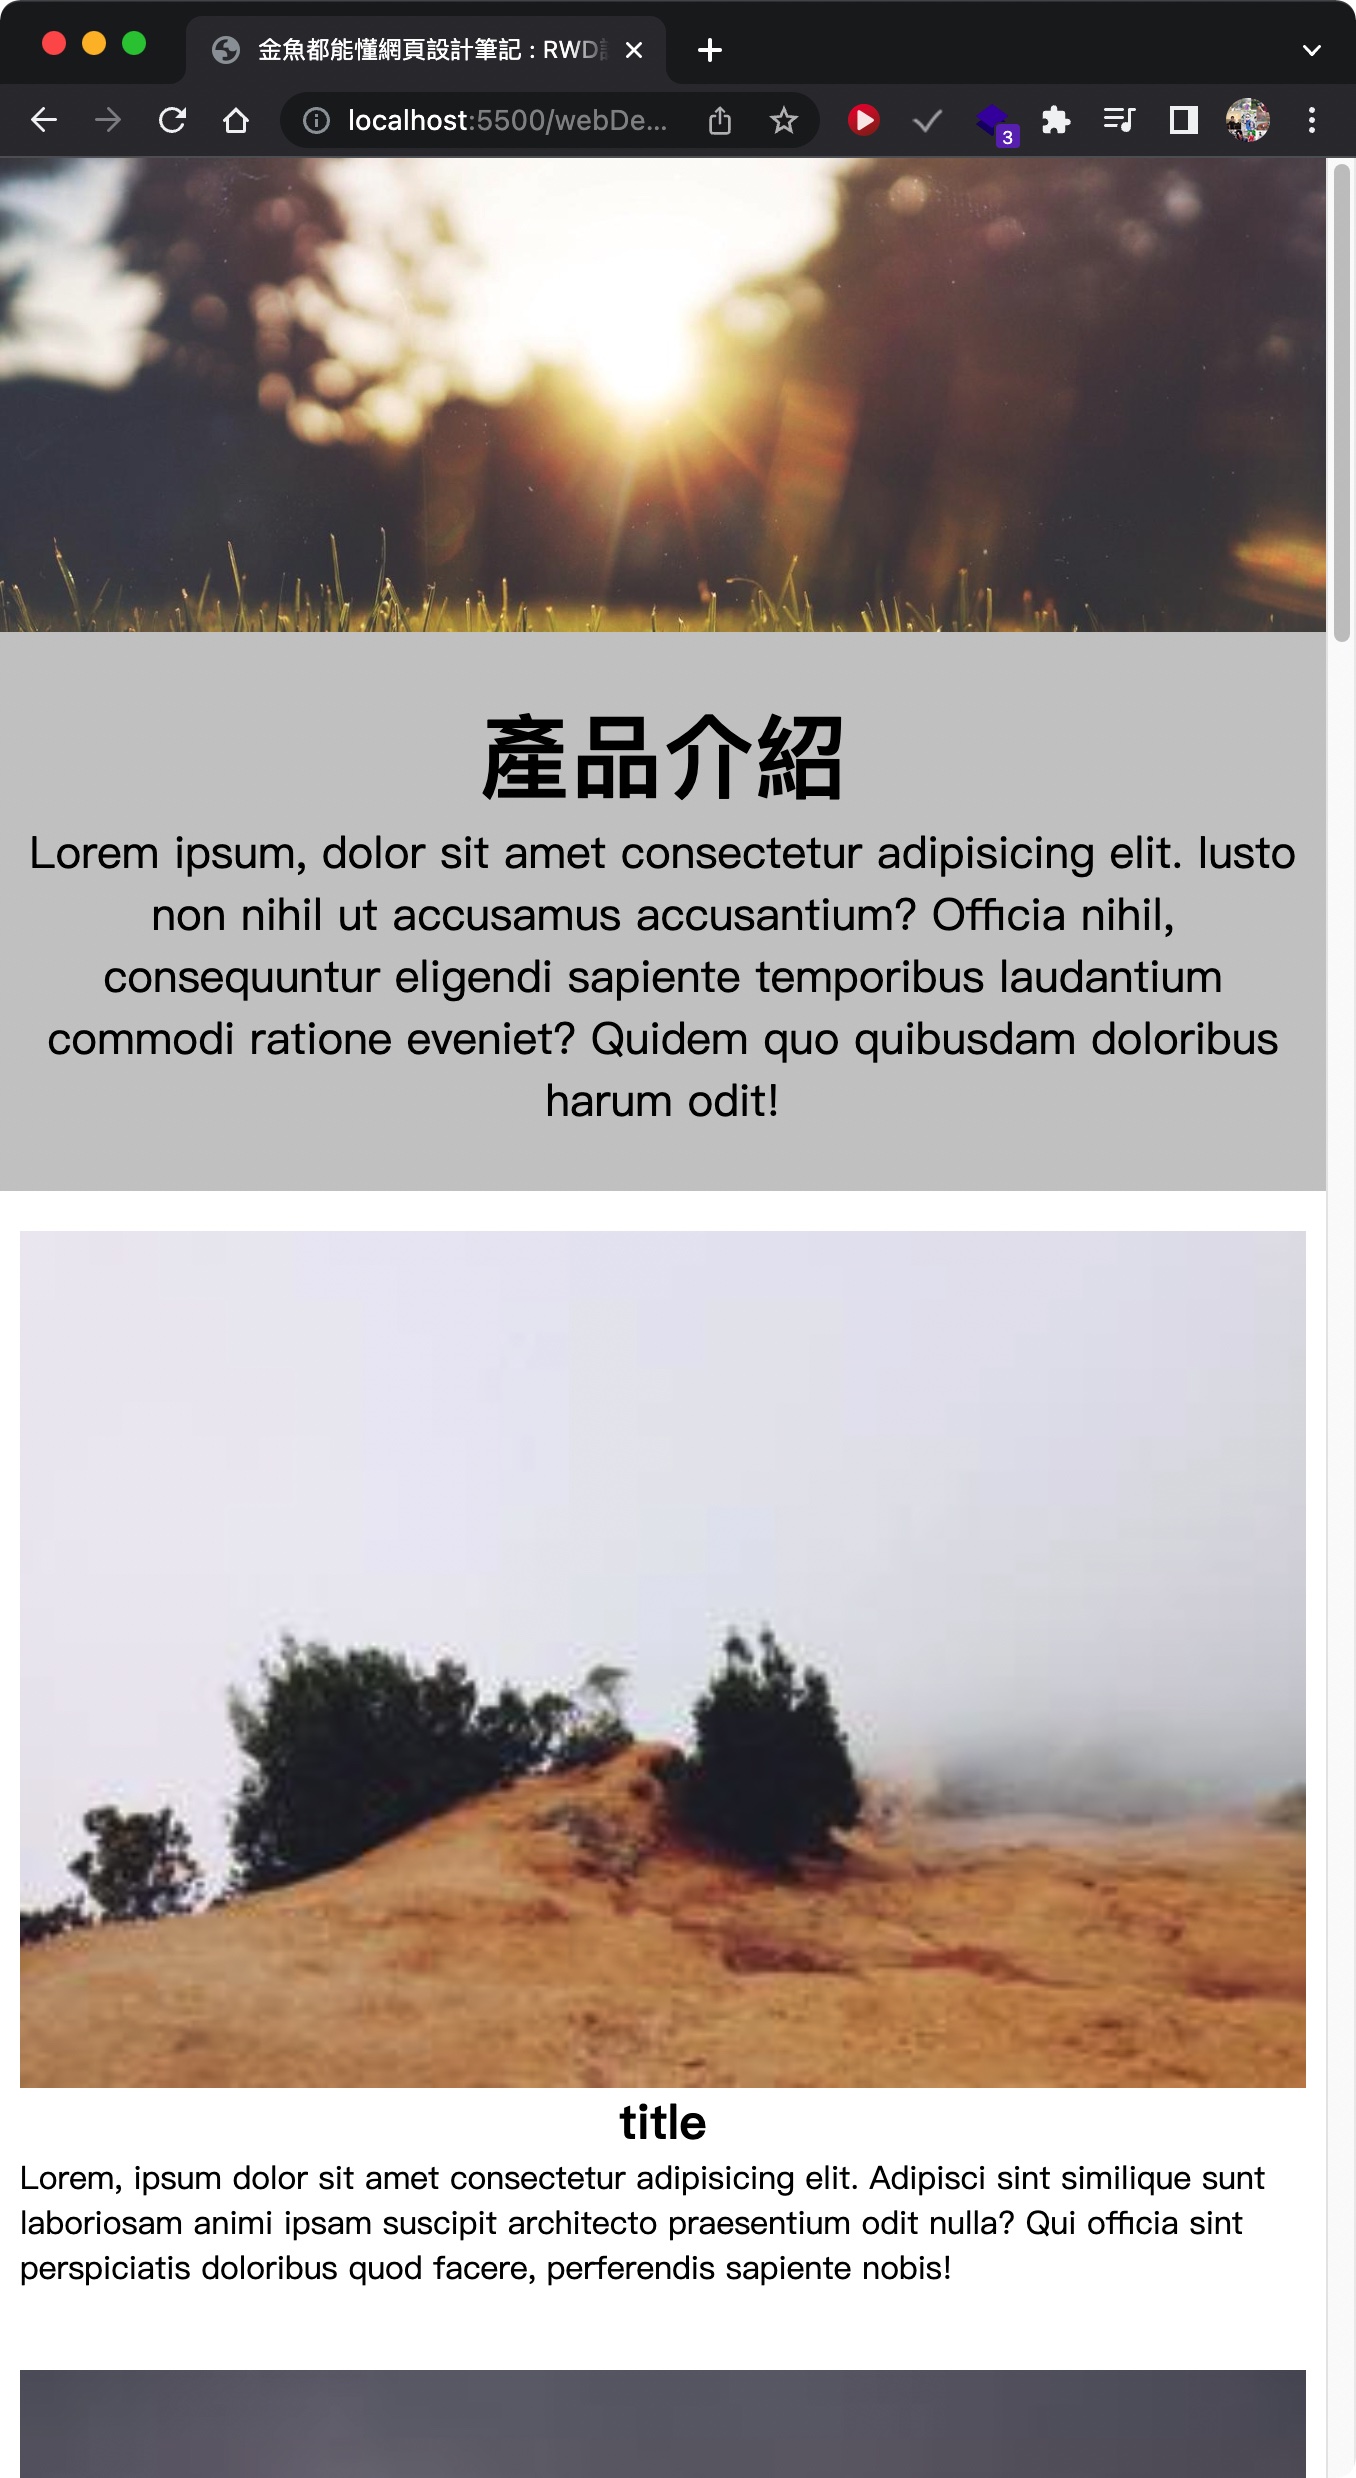 金魚都能懂網頁設計筆記 : RWD
localhost:5500/webDe...
3
產品介紹
Lorem ipsum, dolor sit amet consectetur adipisicing elit. Iusto
non nihil ut accusamus accusantium? Officia nihil,
consequuntur eligendi sapiente temporibus laudantium
commodi ratione eveniet? Quidem quo quibusdam doloribus
harum odit!
title
Lorem, ipsum dolor sit amet consectetur adipisicing elit. Adipisci sint similique sunt
laboriosam animi ipsam suscipit architecto praesentium odit nulla? Qui officia sint
perspiciatis doloribus quod facere, perferendis sapiente nobis!